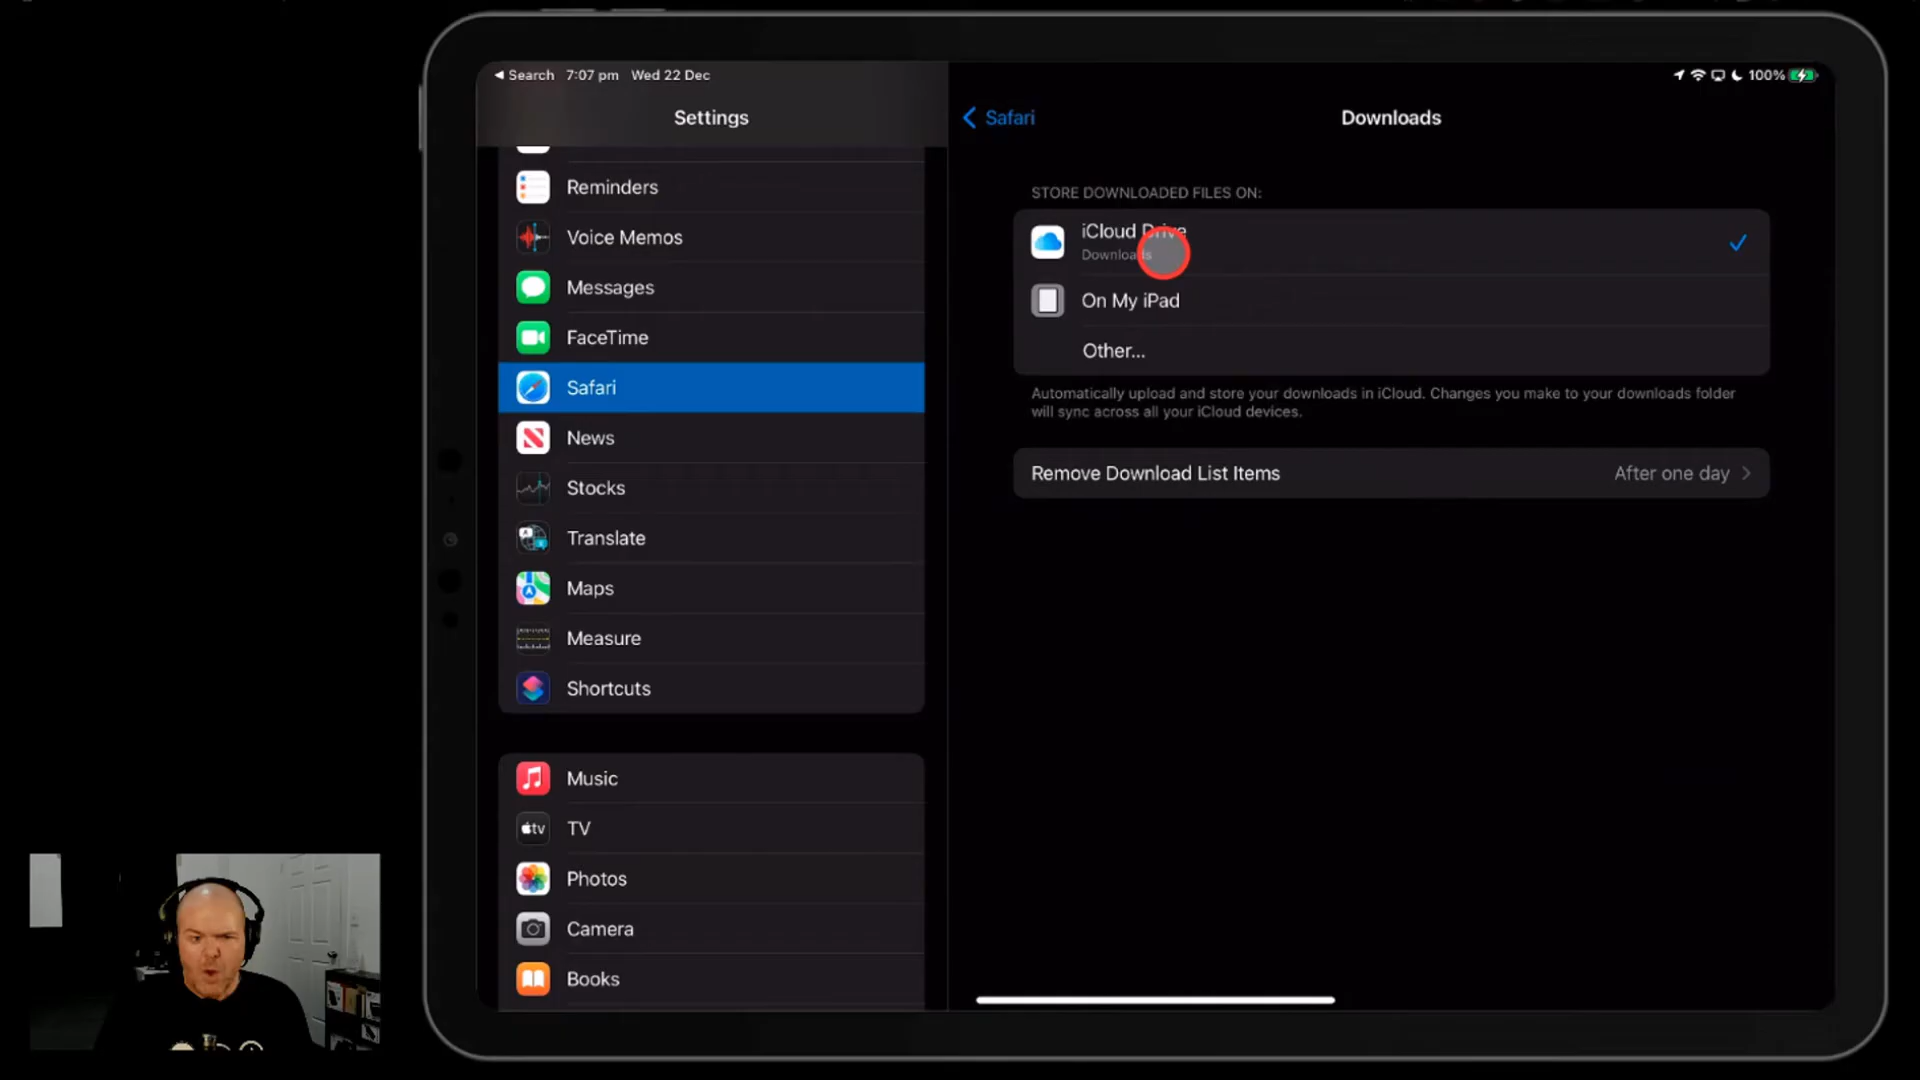 Search 7:07 pm Wed 22 Dec
100%
Settings
Safari
Downloads
Reminders
Voice Memos
Messages
FaceTime
Safari
News
Stocks
Translate
Maps
Measure
Shortcuts
Music
tv TV
Photos
Camera
Books
STORE DOWNLOADED FILES ON:
iCloud Drive
Downloads
On My iPad
Other...
Automatically upload and store your downloads in iCloud. Changes you make to your downloads folder
will sync across all your iCloud devices.
Remove Download List Items After one day